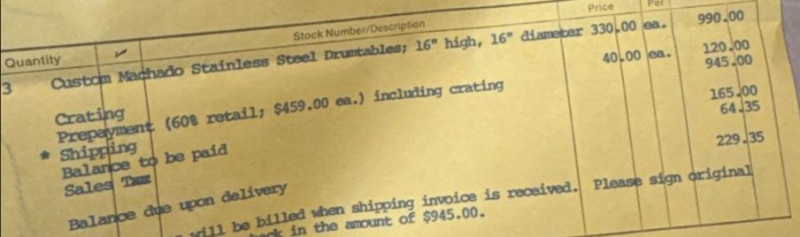 Quantity ✓ Stock Number/Description Price Per
3 Custom Machado Stainless Steel Drumtables; 16" high, 16" diameter 330.00 ea. 990.00
Crating 40.00 ea. 120.00
Prepayment (60% retail; $459.00 ea.) including crating 945.00
* Shipping
Balance to be paid 165.00
Sales Tax 64.35
Balance due upon delivery 229.35
will be billed when shipping invoice is received. Please sign original
in the amount of $945.00.